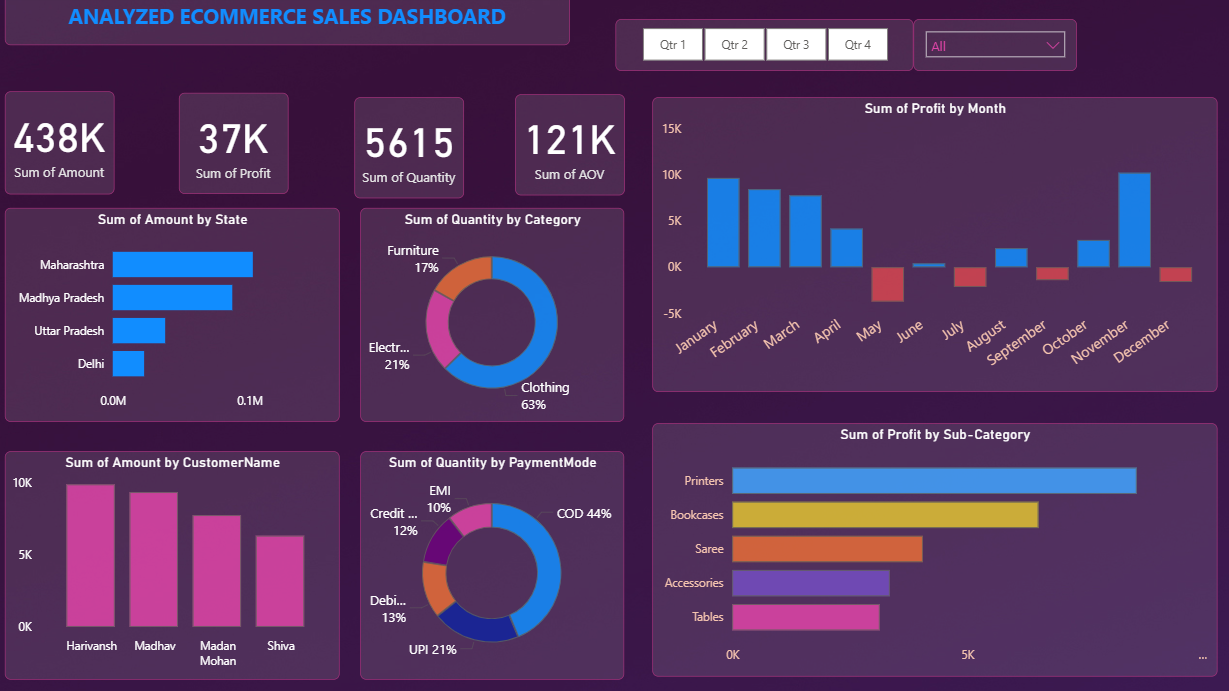 ANALYZED ECOMMERCE SALES DASHBOARD
Qtr 1
Qtr 2
Qtr 3
Qtr 4
All
438K
Sum of Amount
37K
Sum of Profit
5615
Sum of Quantity
121K
Sum of AOV
Sum of Amount by State
Maharashtra
Madhya Pradesh
Uttar Pradesh
Delhi
0.0M
0.1M
Sum of Quantity by Category
Furniture
17%
Electr...
21%
Clothing
63%
Sum of Profit by Month
15K
10K
5K
0K
-5K
January
February
March
April
May
June
July
August
September
October
November
December
Sum of Amount by CustomerName
10K
5K
0K
Harivansh
Madhav
Madan
Mohan
Shiva
Sum of Quantity by PaymentMode
EMI
10%
Credit ...
12%
Debi...
13%
UPI 21%
COD 44%
Sum of Profit by Sub-Category
Printers
Bookcases
Saree
Accessories
Tables
0K
5K
...